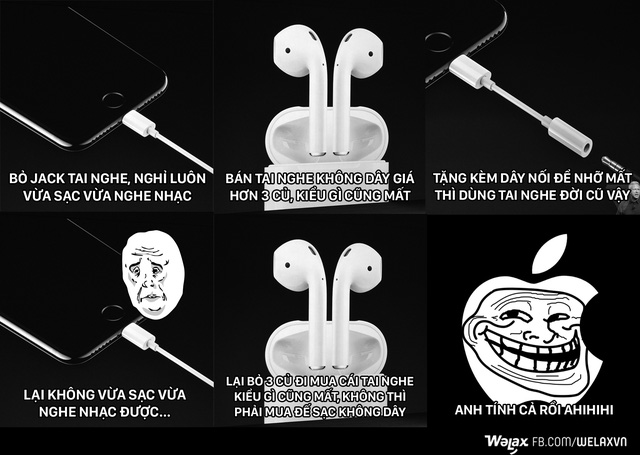 BỎ JACK TAI NGHE, NGHỈ LUÔN
VỪA SẠC VỪA NGHE NHẠC
BÁN TAI NGHE KHÔNG DÂY GIÁ
HƠN 3 CỦ, KIỂU GÌ CŨNG MẤT
TẶNG KÈM DÂY NỐI ĐỂ NHỠ MẤT
THÌ DÙNG TAI NGHE ĐỜI CŨ VẬY
LẠI KHÔNG VỪA SẠC VỪA
NGHE NHẠC ĐƯỢC...
LẠI BỎ 3 CỦ ĐI MUA CÁI TAI NGHE
KIỂU GÌ CŨNG MẤT, KHÔNG THÌ
PHẢI MUA ĐẾ SẠC KHÔNG DÂY
ANH TÍNH CẢ RỒI AHIHIHI
Welax FB.COM/WELAXVN